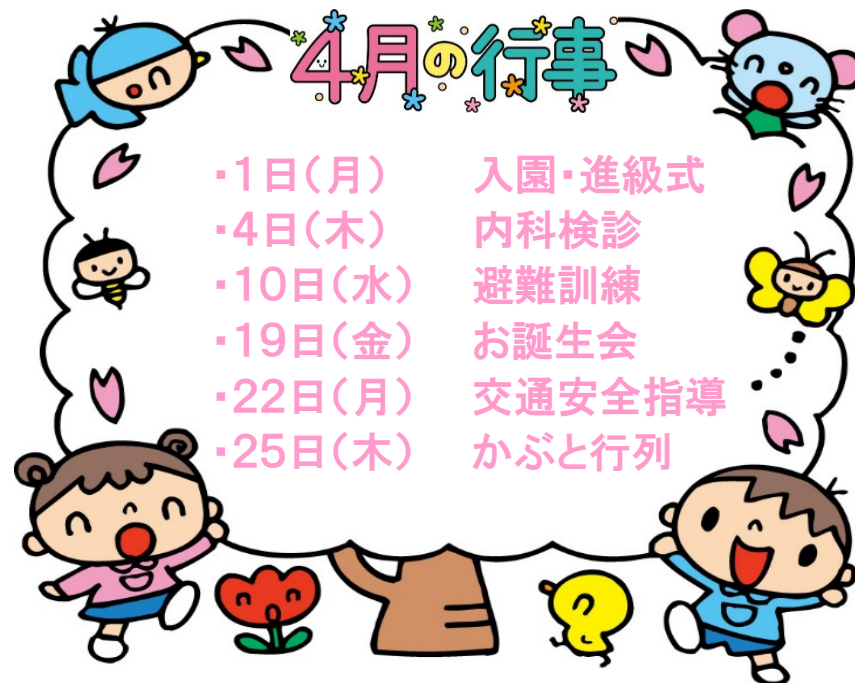 4月の行事
・1日(月) 入園・進級式
・4日(木) 内科検診
・10日(水) 避難訓練
・19日(金) お誕生会
・22日(月) 交通安全指導
・25日(木) かぶと行列